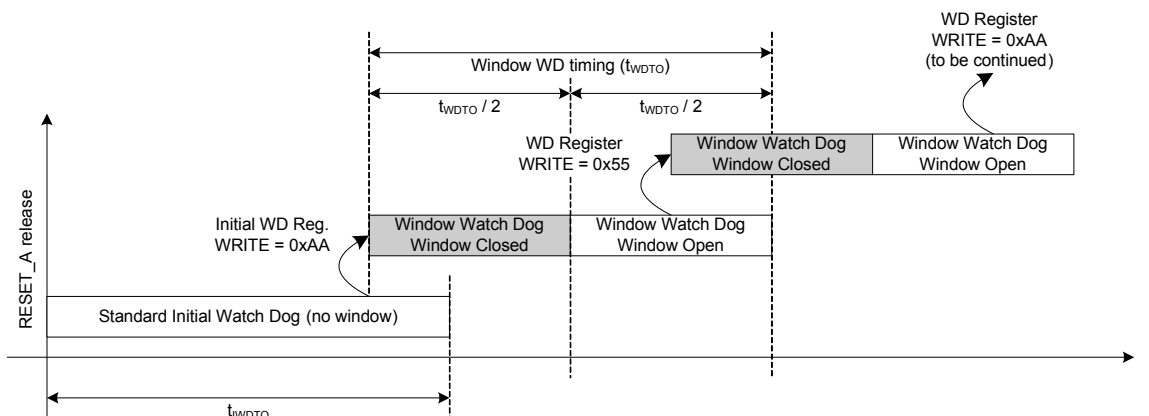 WD Register
WRITE = 0xAA
(to be continued)
Window WD timing (tWDTO)
tWDTO / 2
tWDTO / 2
WD Register
WRITE = 0x55
Window Watch Dog
Window Closed
Window Watch Dog
Window Open
Initial WD Reg.
WRITE = 0xAA
Window Watch Dog
Window Closed
Window Watch Dog
Window Open
RESET_A release
Standard Initial Watch Dog (no window)
tIWDTO